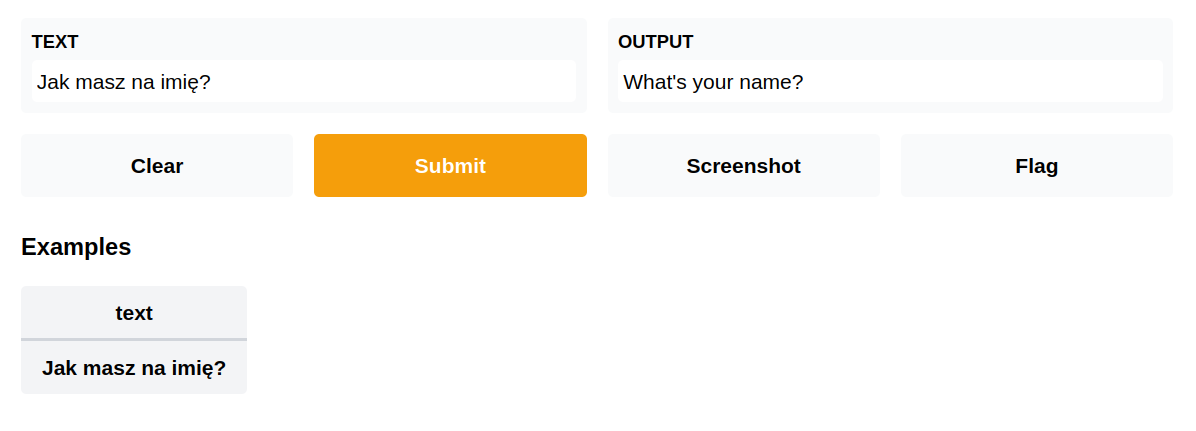 TEXT
Jak masz na imię?
OUTPUT
What's your name?
Clear
Submit
Screenshot
Flag
Examples
text
Jak masz na imię?